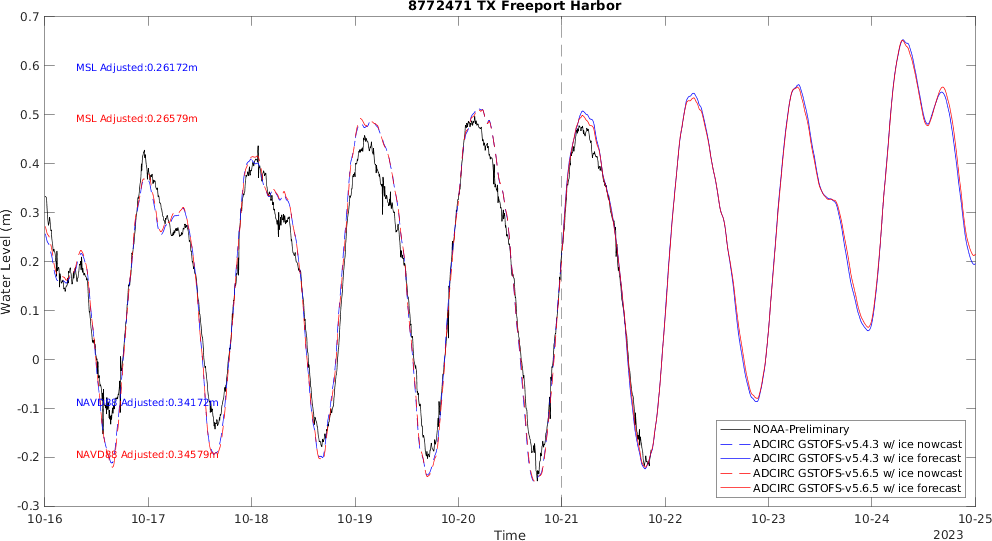 8772471 TX Freeport Harbor
0.7
0.6
0.5
0.4
0.3
0.2
0.1
0
-0.1
-0.2
-0.3
Water Level (m)
MSL Adjusted:0.26172m
MSL Adjusted:0.26579m
NAVD88 Adjusted:0.34172m
NAVD88 Adjusted:0.34579m
NOAA-Preliminary
ADCIRC GSTOFS-v5.4.3 w/ ice nowcast
ADCIRC GSTOFS-v5.4.3 w/ ice forecast
ADCIRC GSTOFS-v5.6.5 w/ ice nowcast
ADCIRC GSTOFS-v5.6.5 w/ ice forecast
10-16 10-17 10-18 10-19 10-20 10-21 10-22 10-23 10-24 10-25
Time
2023